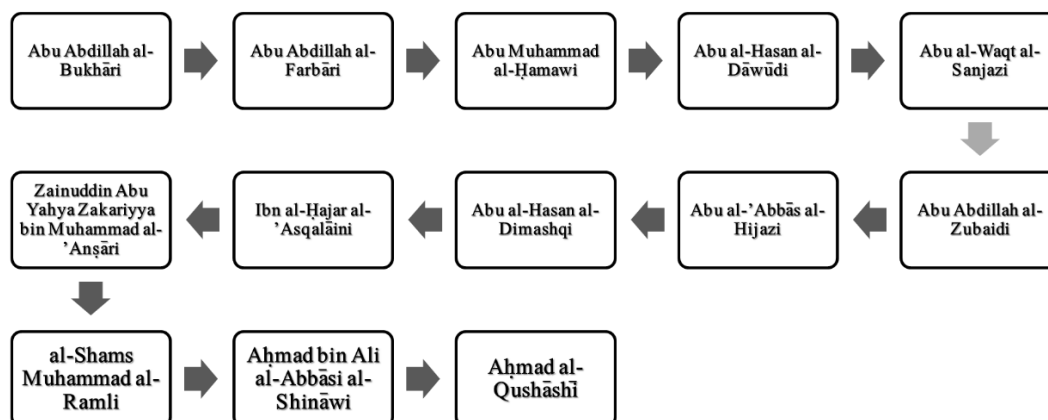 Abu Abdillah al-
Bukhāri
Abu Abdillah al-
Farbāri
Abu Muhammad
al-Ḥamawi
Abu al-Hasan al-
Dāwūdi
Abu al-Waqt al-
Sanjazi
Abu Abdillah al-
Zubaidi
Abu al-’Abbās al-
Hijazi
Abu al-Hasan al-
Dimashqi
Ibn al-Ḥajar al-
’Asqalāini
Zainuddin Abu
Yahya Zakariyya
bin Muhammad al-
’Anṣāri
al-Shams
Muhammad al-
Ramli
Aḥmad bin Ali
al-Abbāsi al-
Shināwi
Aḥmad al-
Qushāshī